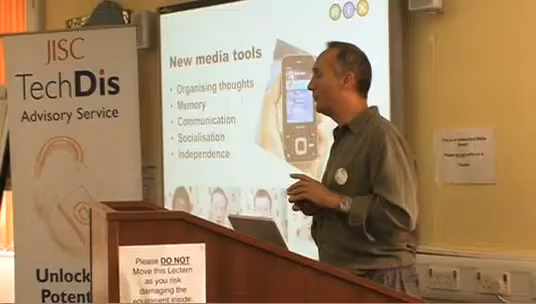 JISC
TechDis
Advisory Service
Unlock
Potent
New media tools
• Organising thoughts
• Memory
• Communication
• Socialisation
• Independence
Please DO NOT
Move this Lectern
as you risk
damaging the
equipment inside.